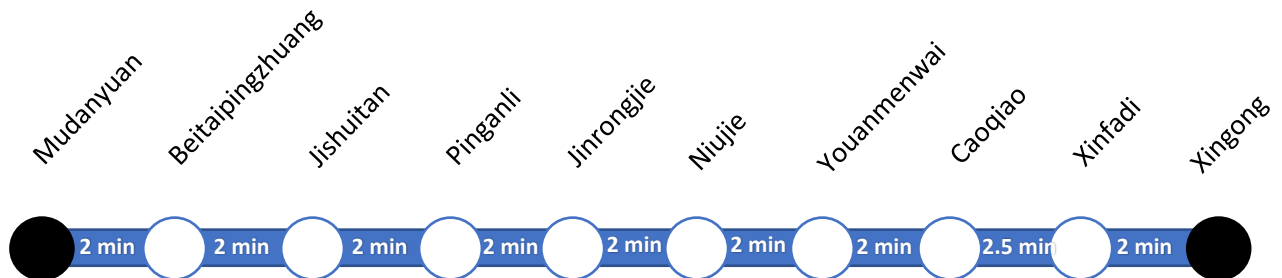 Mudanyuan
Beitaipingzhuang
Jishuitan
Pinganli
Jinrongjie
Niujie
Youanmenwai
Caoqiao
Xinfadi
Xingong
2 min
2 min
2 min
2 min
2 min
2 min
2 min
2.5 min
2 min